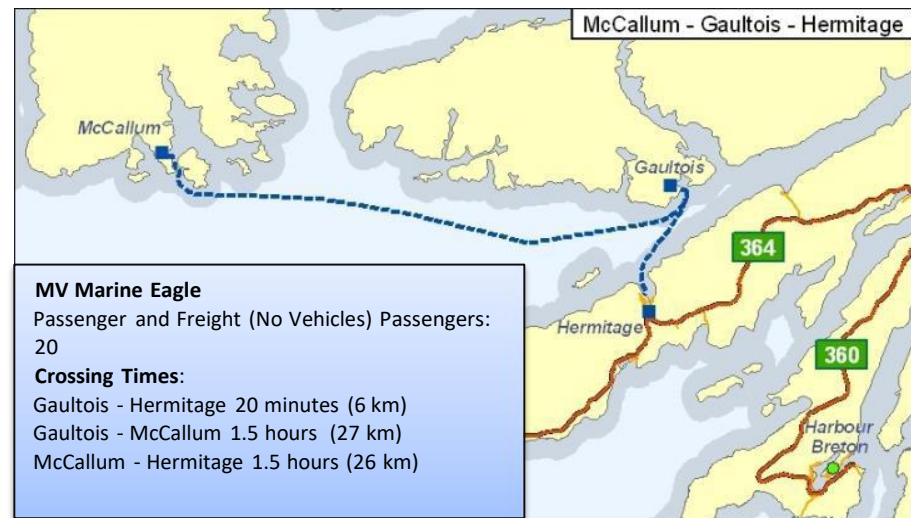 McCallum - Gaultois - Hermitage
McCallum
Gaultois
364
Hermitage
360
Harbour
Breton
MV Marine Eagle
Passenger and Freight (No Vehicles) Passengers:
20
Crossing Times:
Gaultois - Hermitage 20 minutes (6 km)
Gaultois - McCallum 1.5 hours (27 km)
McCallum - Hermitage 1.5 hours (26 km)